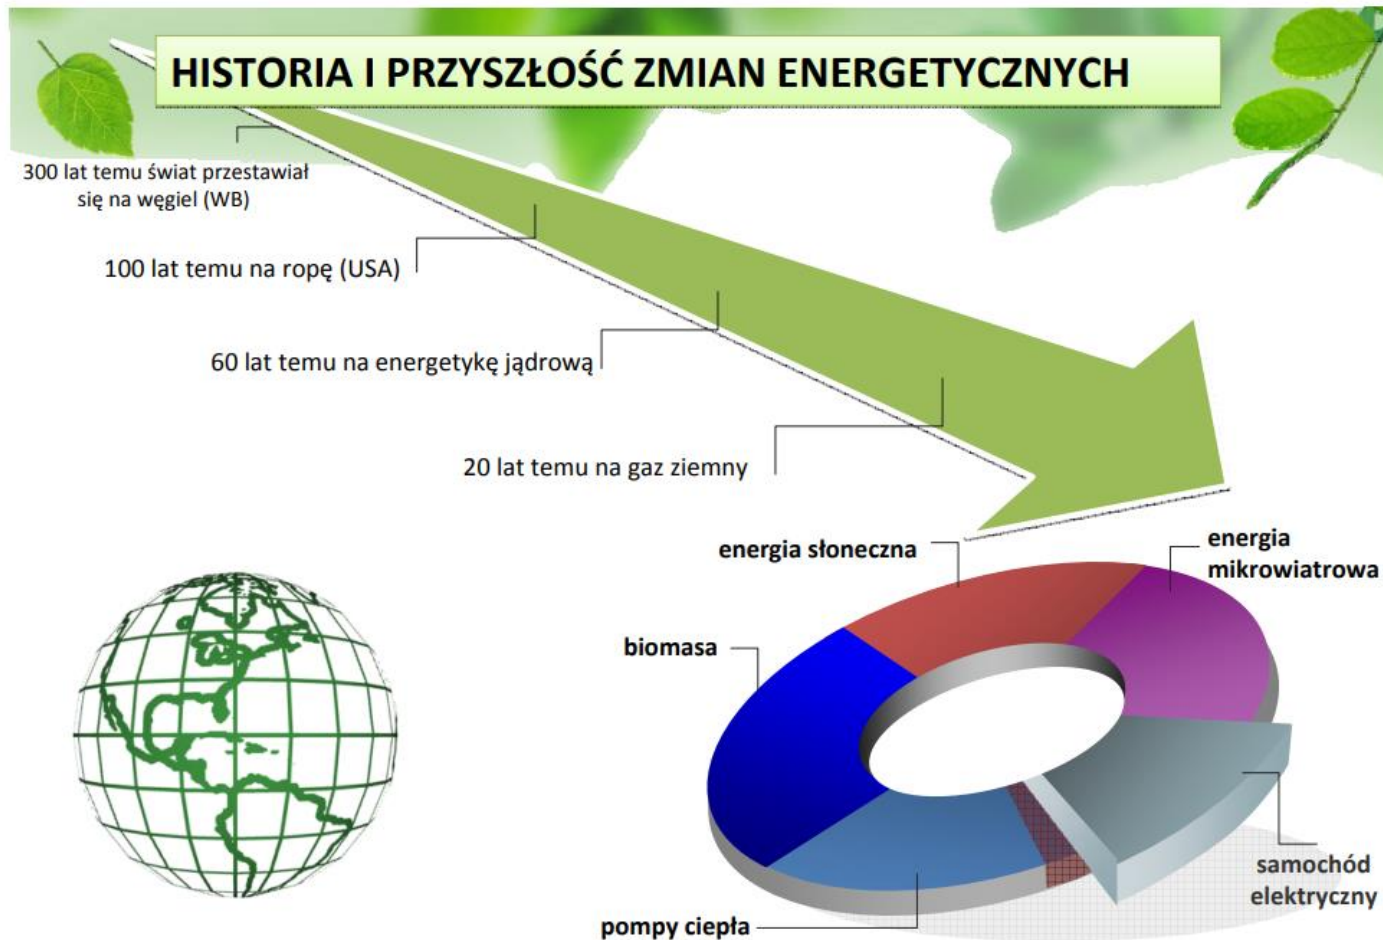 HISTORIA I PRZYSZŁOŚĆ ZMIAN ENERGETYCZNYCH
300 lat temu świat przestawiał
się na węgiel (WB)
100 lat temu na ropę (USA)
60 lat temu na energetykę jądrową
20 lat temu na gaz ziemny
energia słoneczna
energia
mikrowiatrowa
biomasa
samochód
elektryczny
pompy ciepła